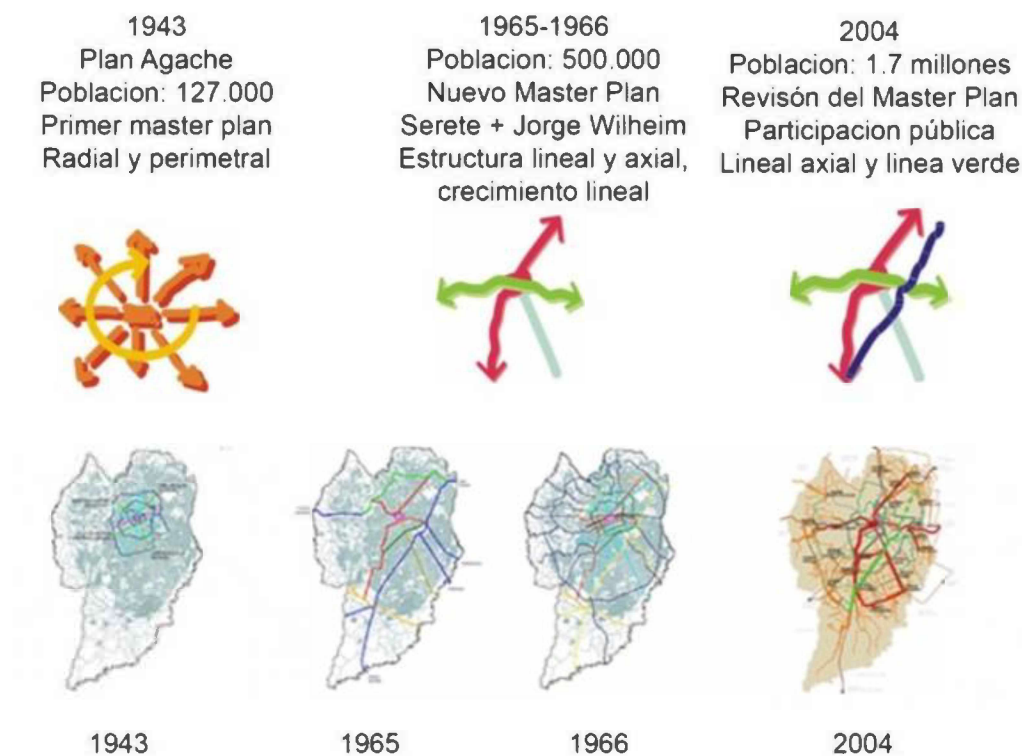 1943
Plan Agache
Poblacion: 127.000
Primer master plan
Radial y perimetral
1965-1966
Poblacion: 500.000
Nuevo Master Plan
Serete + Jorge Wilheim
Estructura lineal y axial,
crecimiento lineal
2004
Poblacion: 1.7 millones
Revisón del Master Plan
Participacion pública
Lineal axial y linea verde
1943
1965
1966
2004